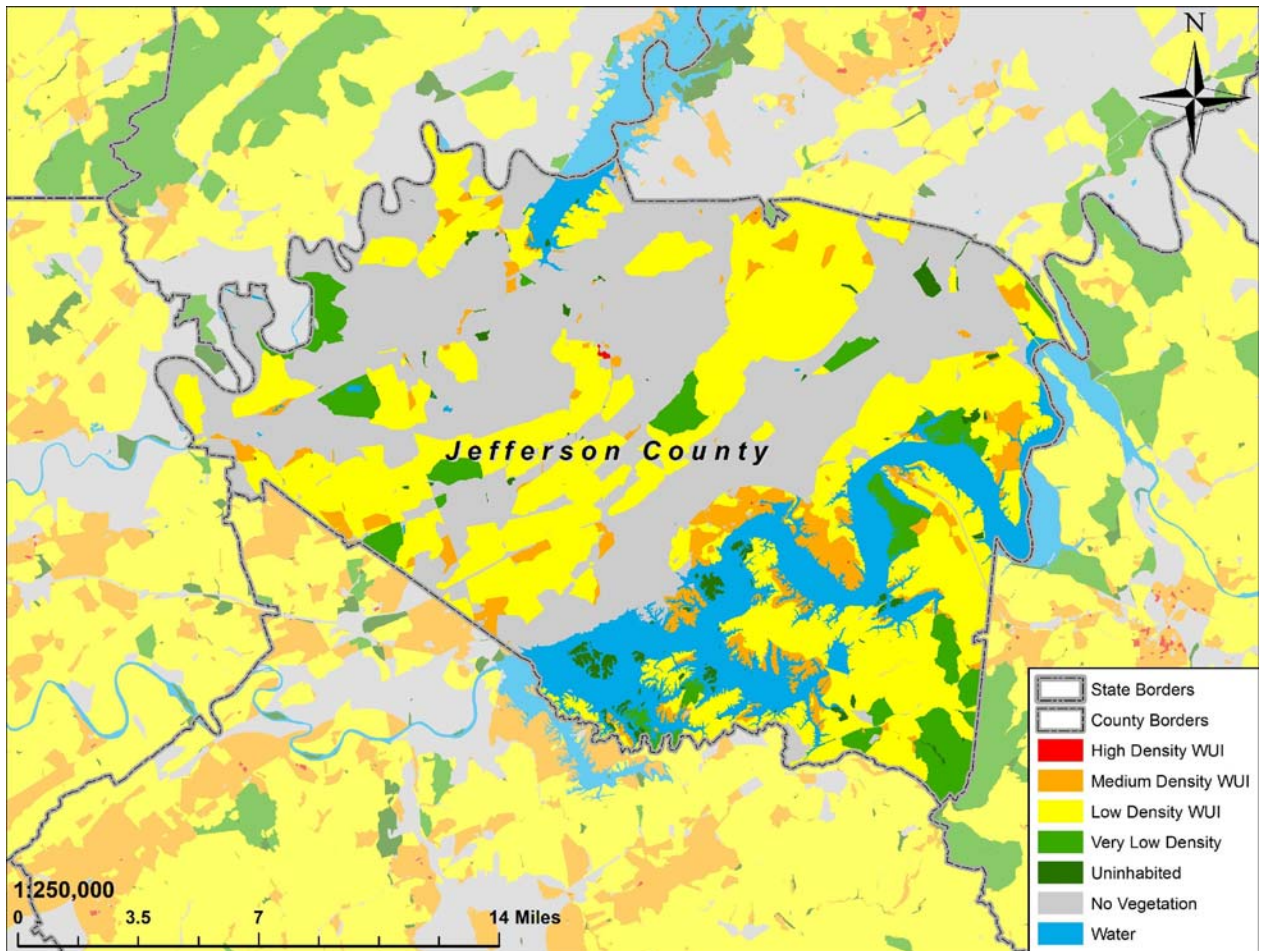 N
Jefferson County
State Borders
County Borders
High Density WUI
Medium Density WUI
Low Density WUI
Very Low Density
Uninhabited
No Vegetation
Water
1:250,000
0 3.5 7 14 Miles